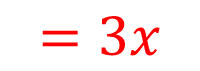 = 3x